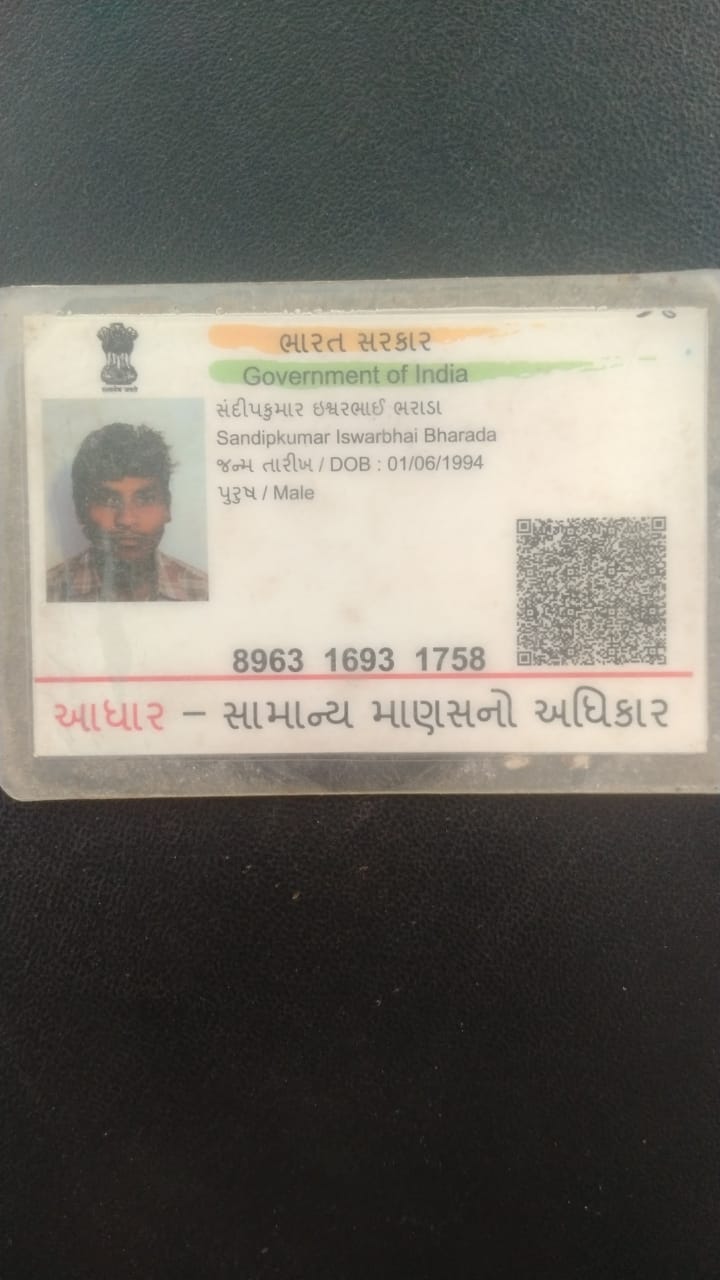 ભારત સરકાર
Government of India
સંદીપકુમાર ઇશ્વરભાઈ ભરાડા
Sandipkumar Iswarbhai Bharada
જન્મ તારીખ / DOB : 01/06/1994
પુરુષ / Male
8963 1693 1758
આધાર – સામાન્ય માણસનો અધિકાર